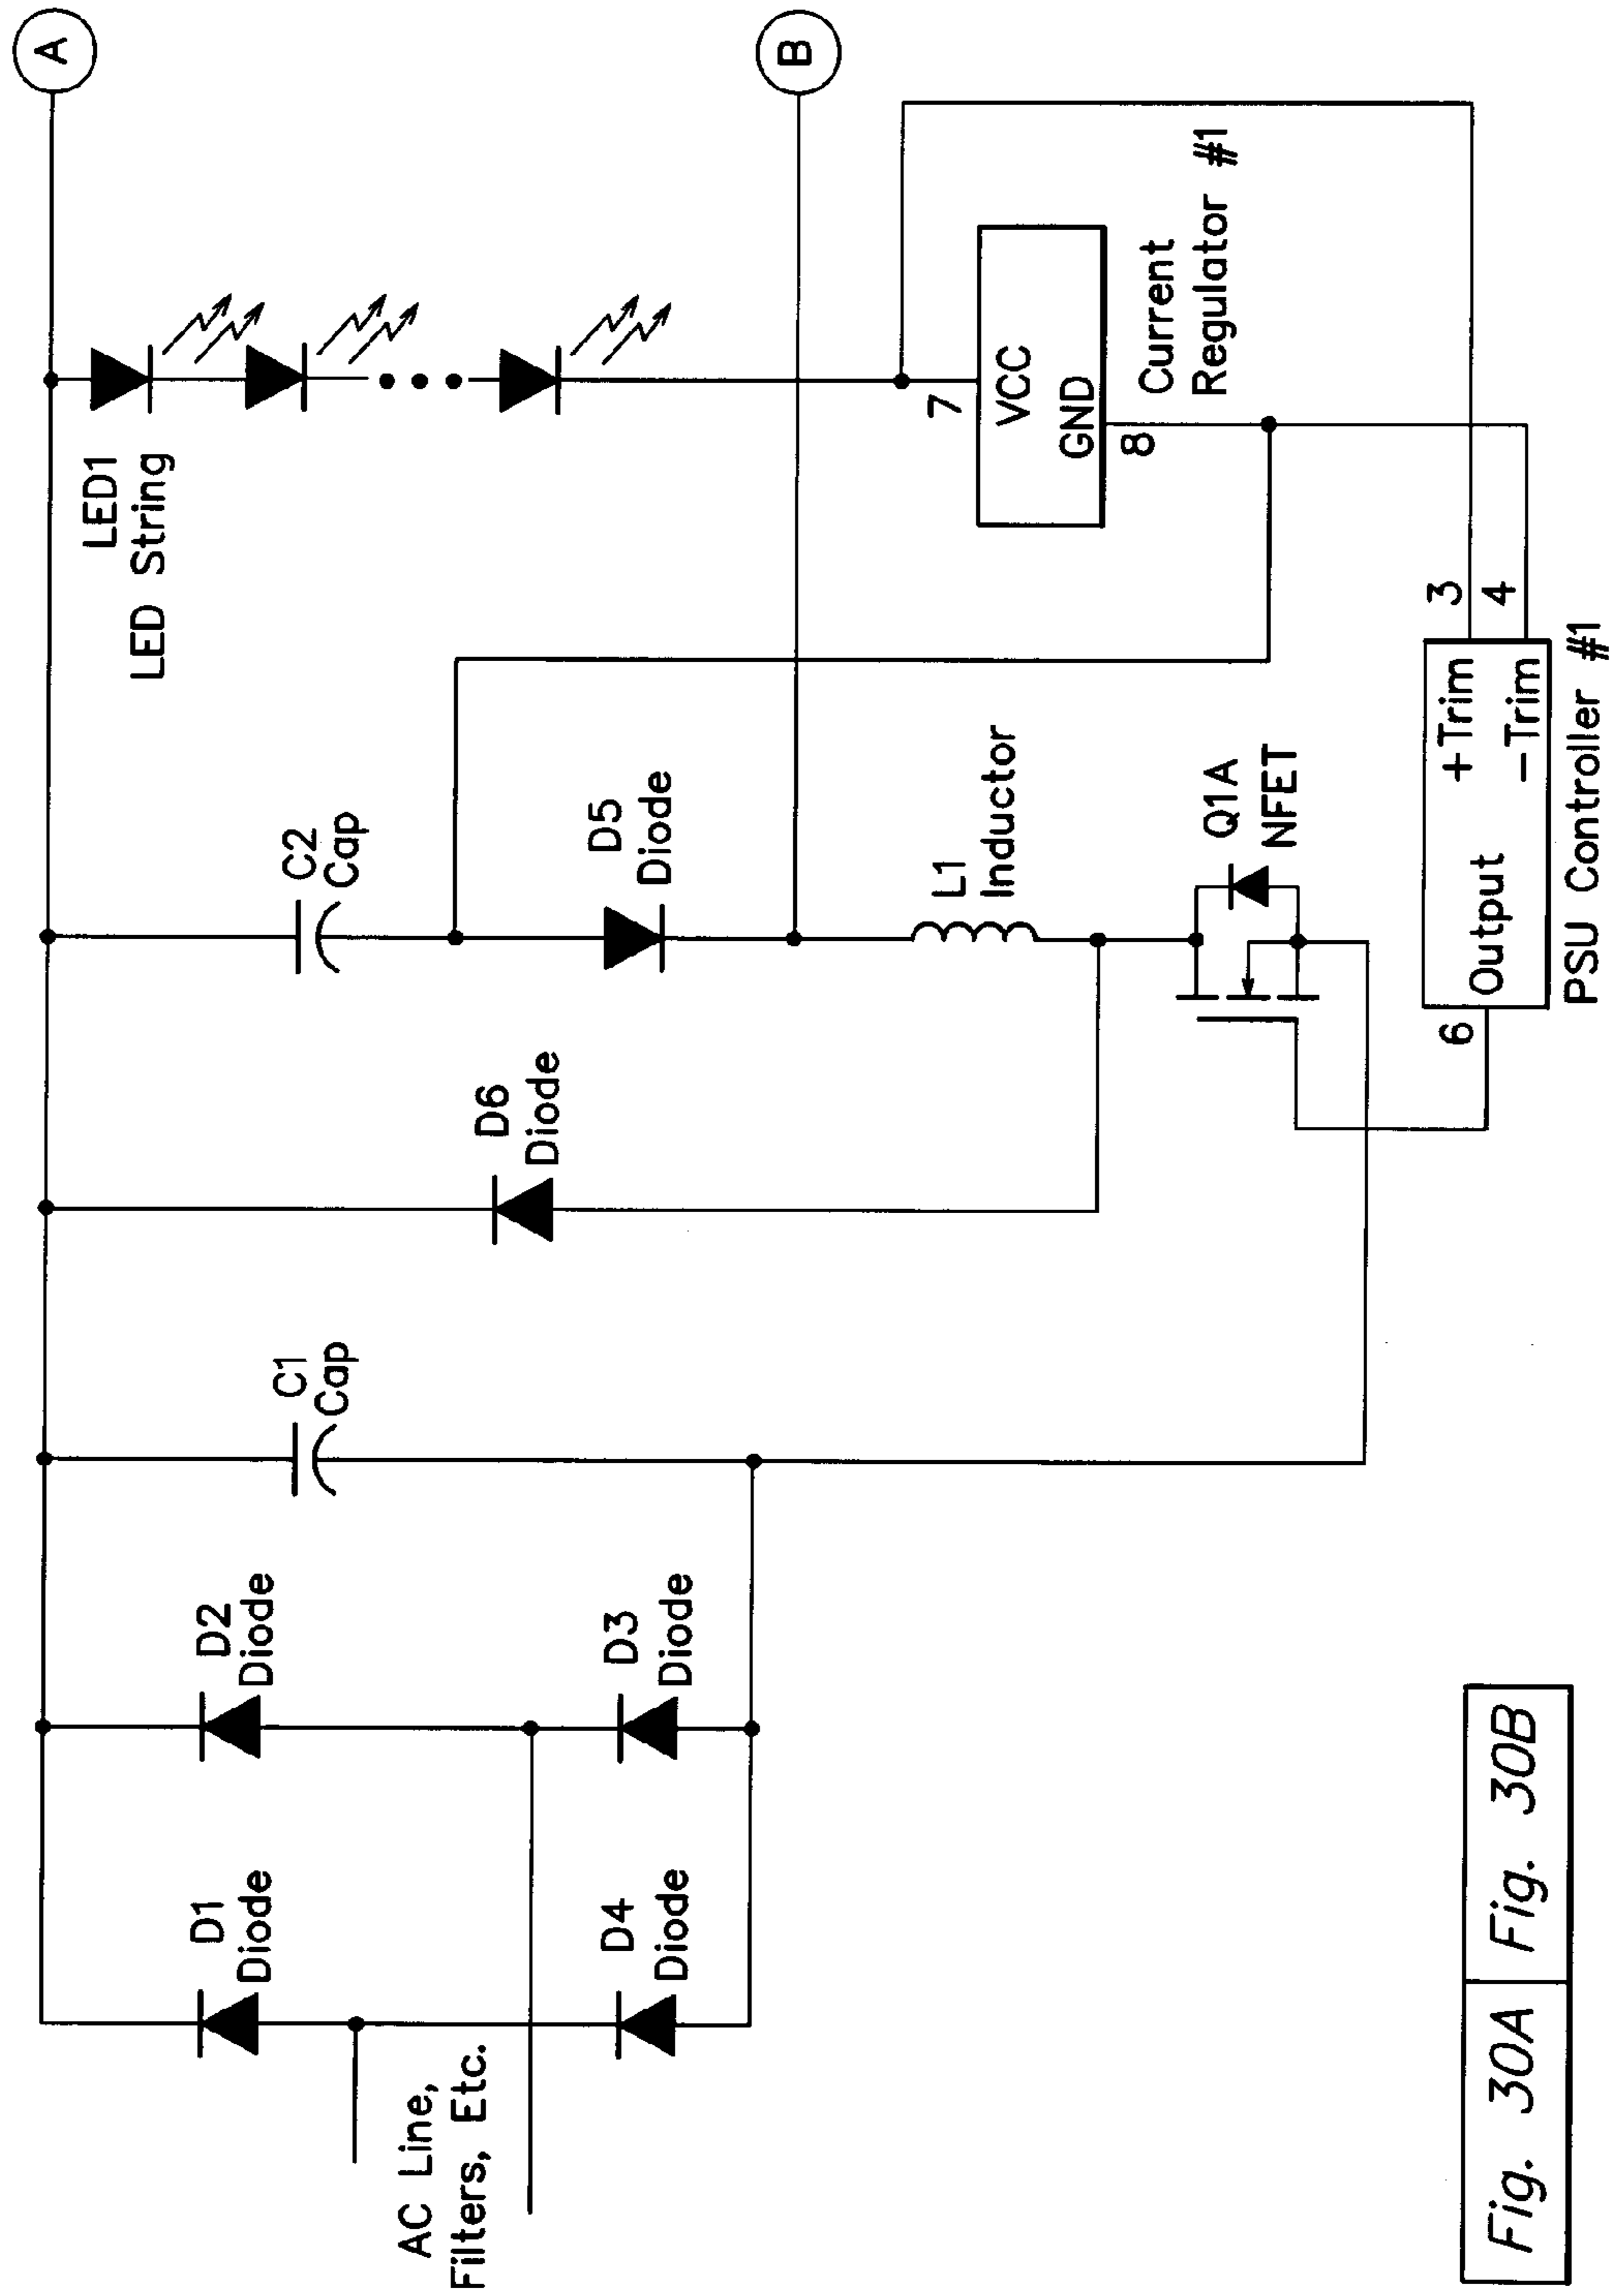 A
LED1
LED String
C2
Cap
D6
Diode
C1
Cap
D2
Diode
D1
Diode
D5
Diode
B
D3
Diode
D4
Diode
AC Line,
Filters, Etc.
L1
Inductor
7
VCC
GND
8
Current
Regulator #1
Q1A
NFET
6
Output
+Trim
-Trim
3
4
PSU Controller #1
Fig. 30A
Fig. 30B